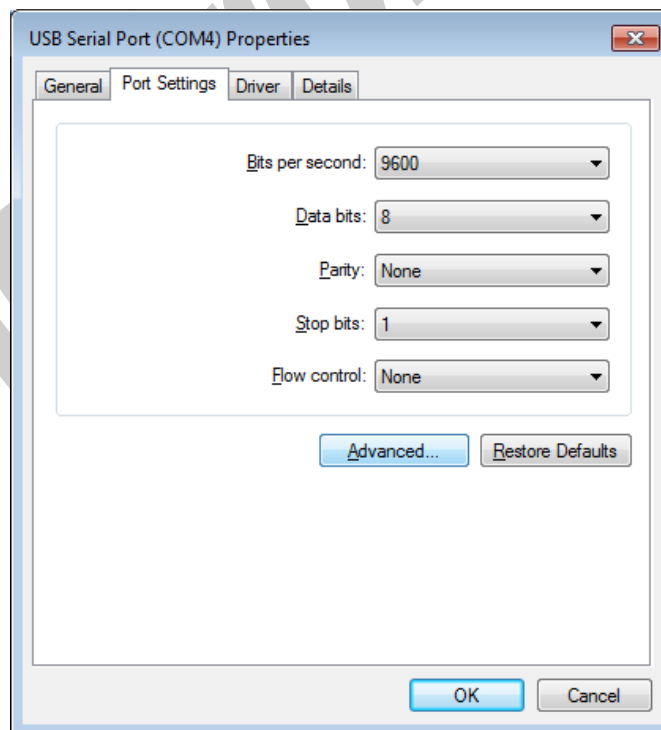 USB Serial Port (COM4) Properties
General Port Settings Driver Details
Bits per second: 9600
Data bits: 8
Parity: None
Stop bits: 1
Flow control: None
Advanced... Restore Defaults
OK Cancel